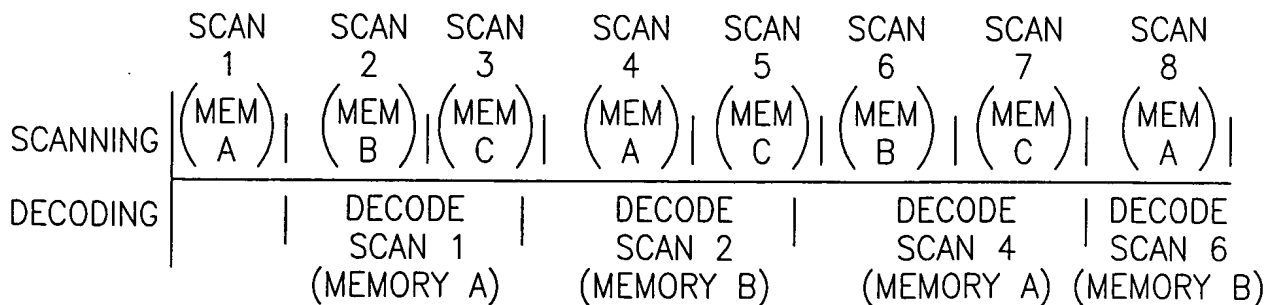 SCAN SCAN SCAN SCAN SCAN SCAN SCAN SCAN
1 2 3 4 5 6 7 8
MEM MEM MEM MEM MEM MEM MEM MEM
SCANNING A B C A C B C A
DECODING DECODE DECODE DECODE DECODE
SCAN 1 SCAN 2 SCAN 4 SCAN 6
(MEMORY A) (MEMORY B) (MEMORY A) (MEMORY B)